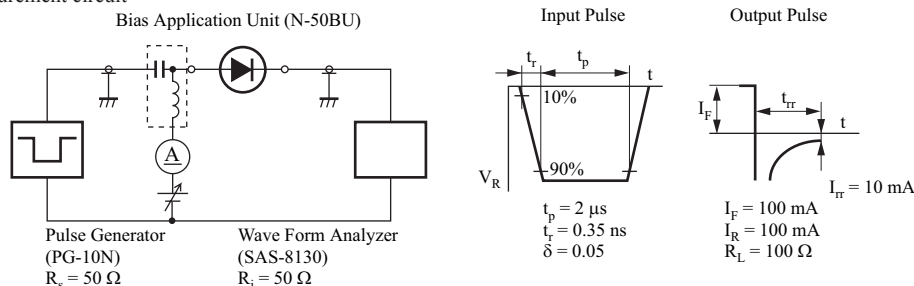 Bias Application Unit (N-50BU)
A
Pulse Generator
(PG-10N)
R_s = 50 Ω
Wave Form Analyzer
(SAS-8130)
R_i = 50 Ω
Input Pulse
t_r
t_p
t
10%
90%
V_R
t_p = 2 μs
t_r = 0.35 ns
δ = 0.05
Output Pulse
I_F
t_rr
t
I_rr = 10 mA
I_F = 100 mA
I_R = 100 mA
R_L = 100 Ω